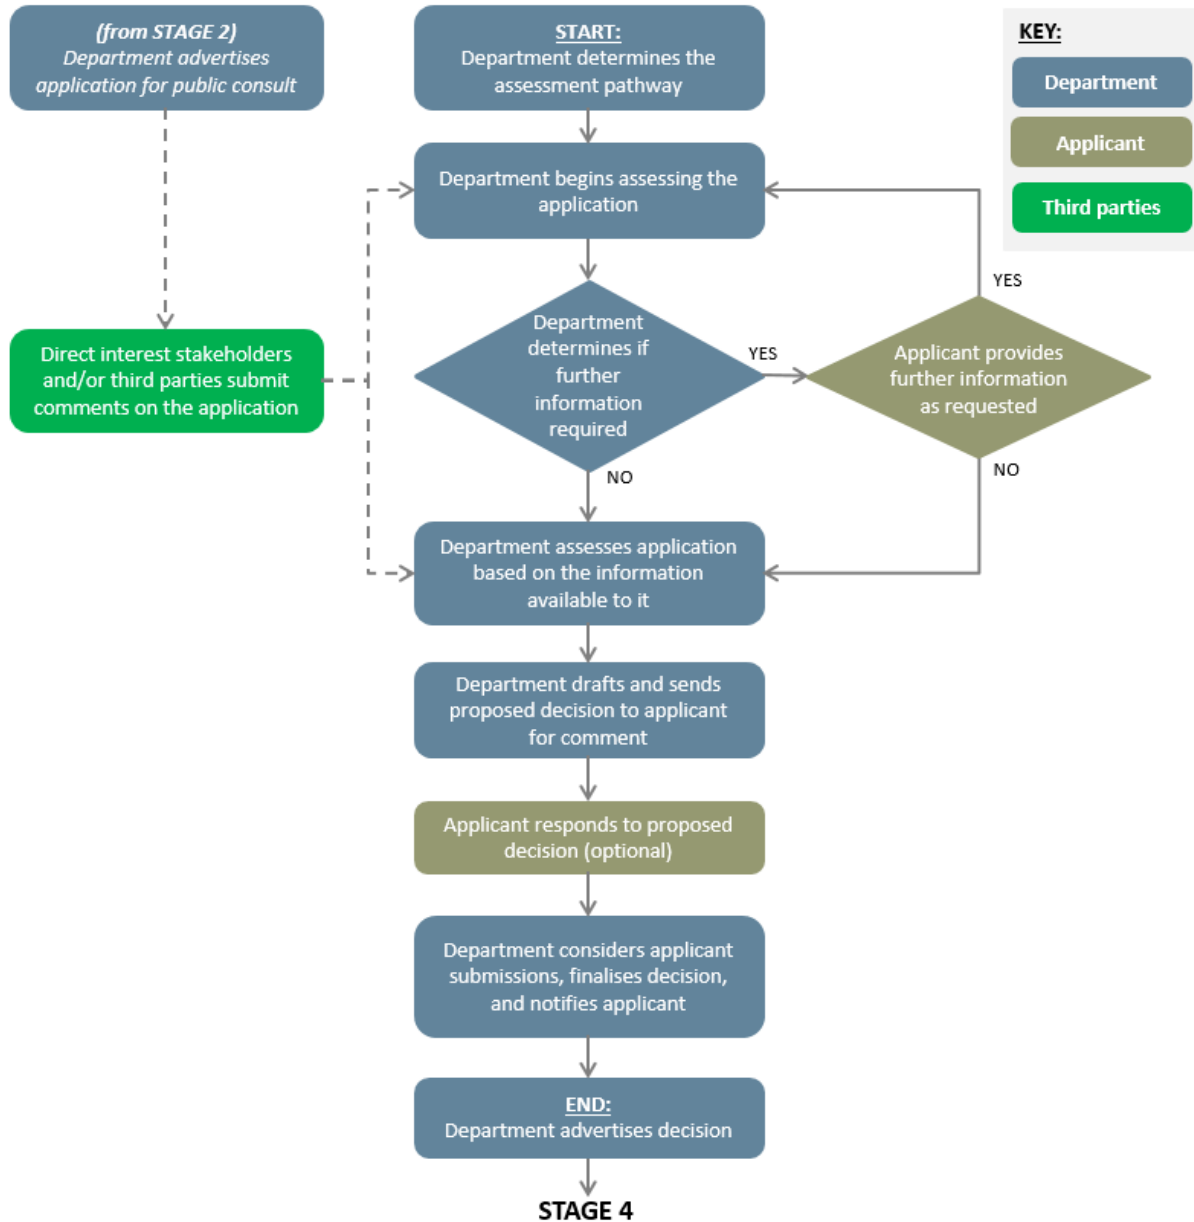 (from STAGE 2)
Department advertises
application for public consult
START:
Department determines the
assessment pathway
KEY:
Department
Applicant
Third parties
Department begins assessing the
application
YES
Department
determines if
further
information
required
YES
Applicant provides
further information
as requested
Direct interest stakeholders
and/or third parties submit
comments on the application
NO
NO
Department assesses application
based on the information
available to it
Department drafts and sends
proposed decision to applicant
for comment
Applicant responds to proposed
decision (optional)
Department considers applicant
submissions, finalises decision,
and notifies applicant
END:
Department advertises decision
STAGE 4